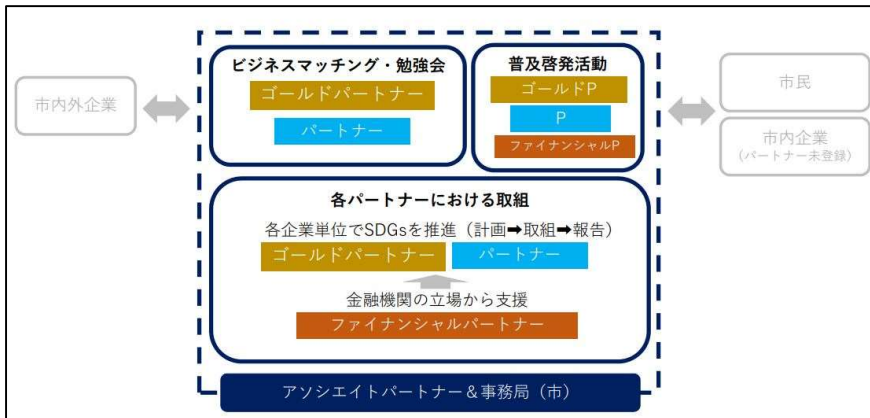 市内外企業
ビジネスマッチング・勉強会
ゴールドパートナー
パートナー
普及啓発活動
ゴールドP
P
ファイナンシャルP
市民
市内企業
(パートナー未登録)
各パートナーにおける取組
各企業単位でSDGsを推進(計画➡取組➡報告)
ゴールドパートナー
パートナー
金融機関の立場から支援
ファイナンシャルパートナー
アソシエイトパートナー&事務局(市)